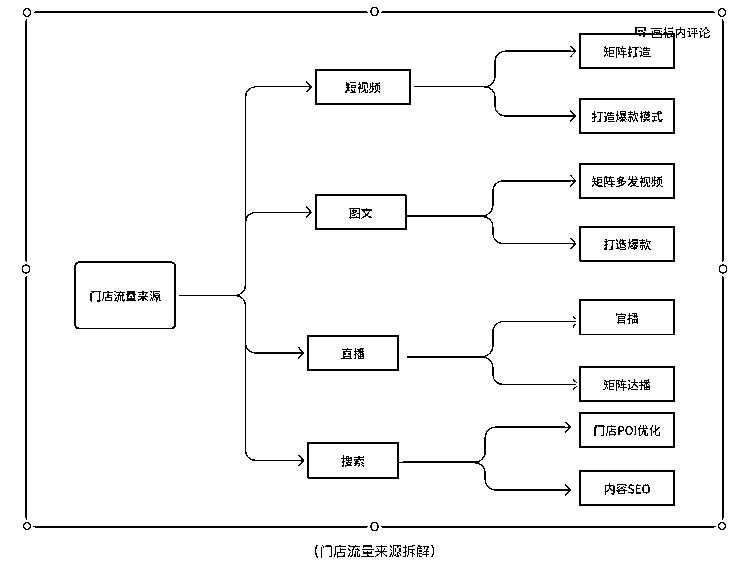 画板内评论
矩阵打造
短视频
打造爆款模式
矩阵多发视频
图文
打造爆款
门店流量来源
官播
直播
矩阵达播
门店POI优化
搜索
内容SEO
（门店流量来源拆解）